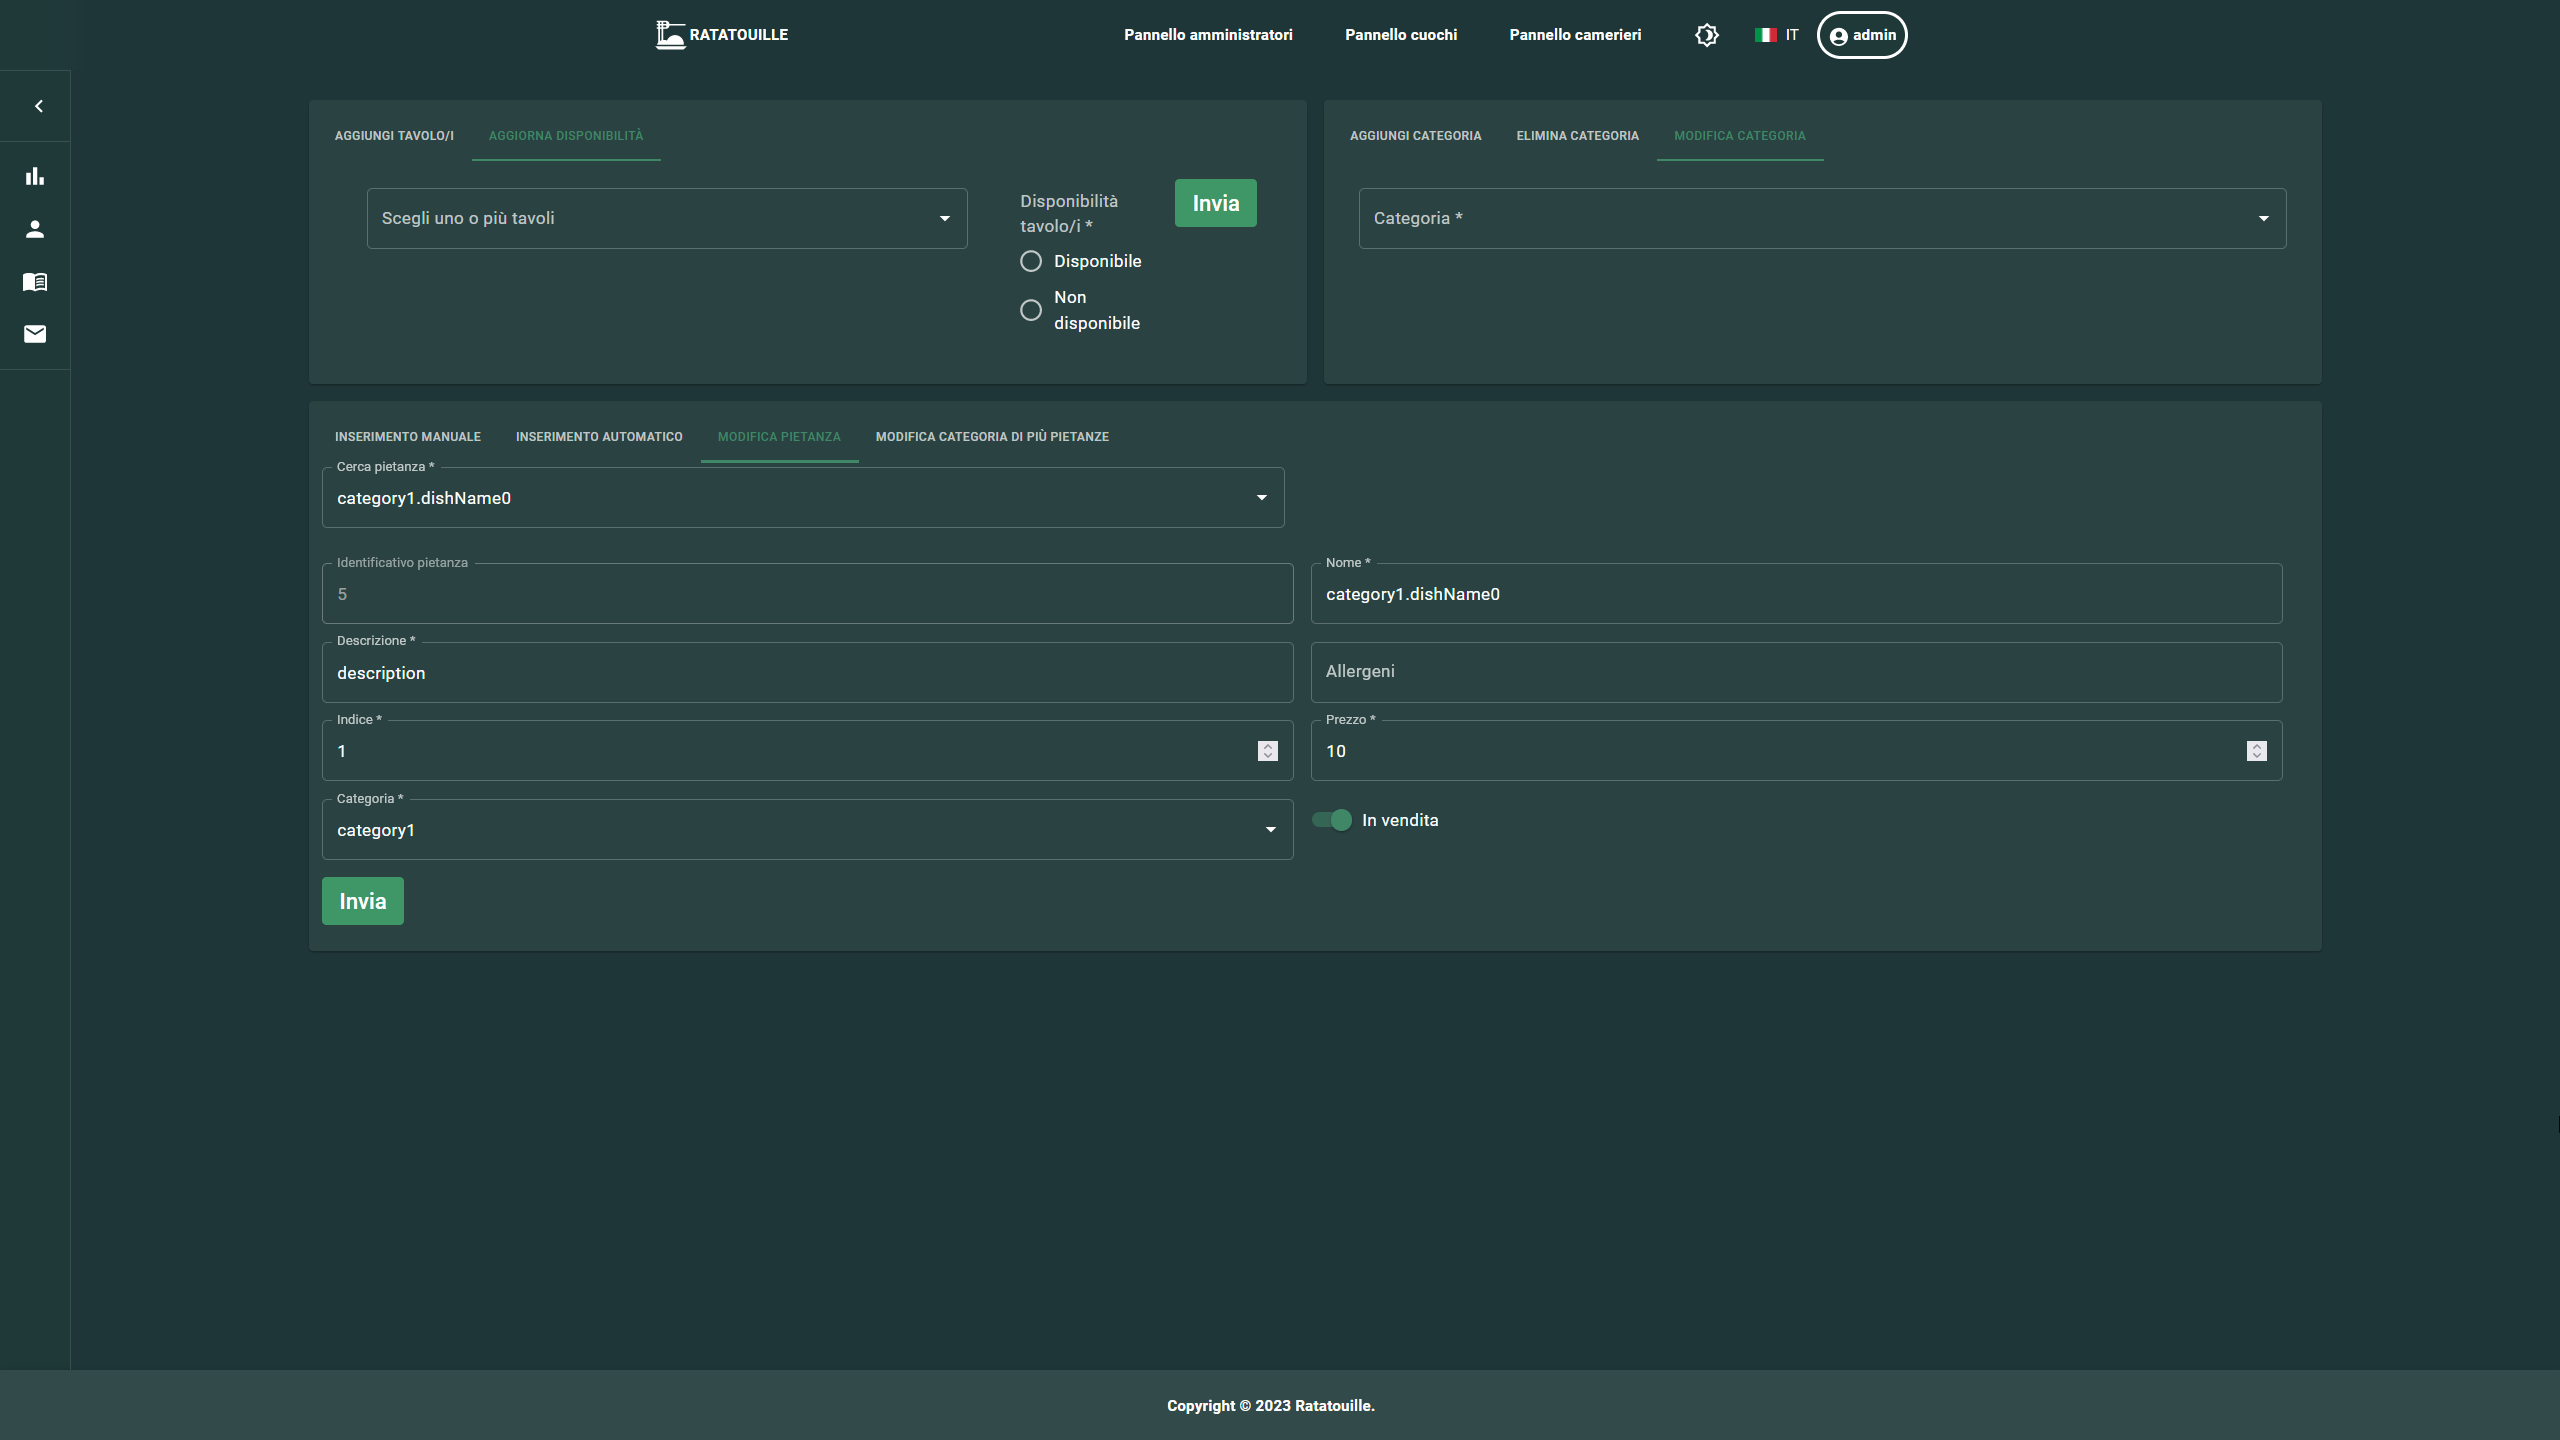 RATATOUILLE
Pannello amministratori
Pannello cuochi
Pannello camerieri
IT
admin
AGGIUNGI TAVOLO/I
AGGIORNA DISPONIBILITÀ
Scegli uno o più tavoli
Disponibilità
tavolo/i *
Disponibile
Non
disponibile
Invia
AGGIUNGI CATEGORIA
ELIMINA CATEGORIA
MODIFICA CATEGORIA
Categoria *
INSERIMENTO MANUALE
INSERIMENTO AUTOMATICO
MODIFICA PIETANZA
MODIFICA CATEGORIA DI PIÙ PIETANZE
Cerca pietanza *
category1.dishName0
Identificativo pietanza
5
Nome *
category1.dishName0
Descrizione *
description
Allergeni
Indice *
1
Prezzo *
10
Categoria *
category1
In vendita
Invia
Copyright © 2023 Ratatouille.